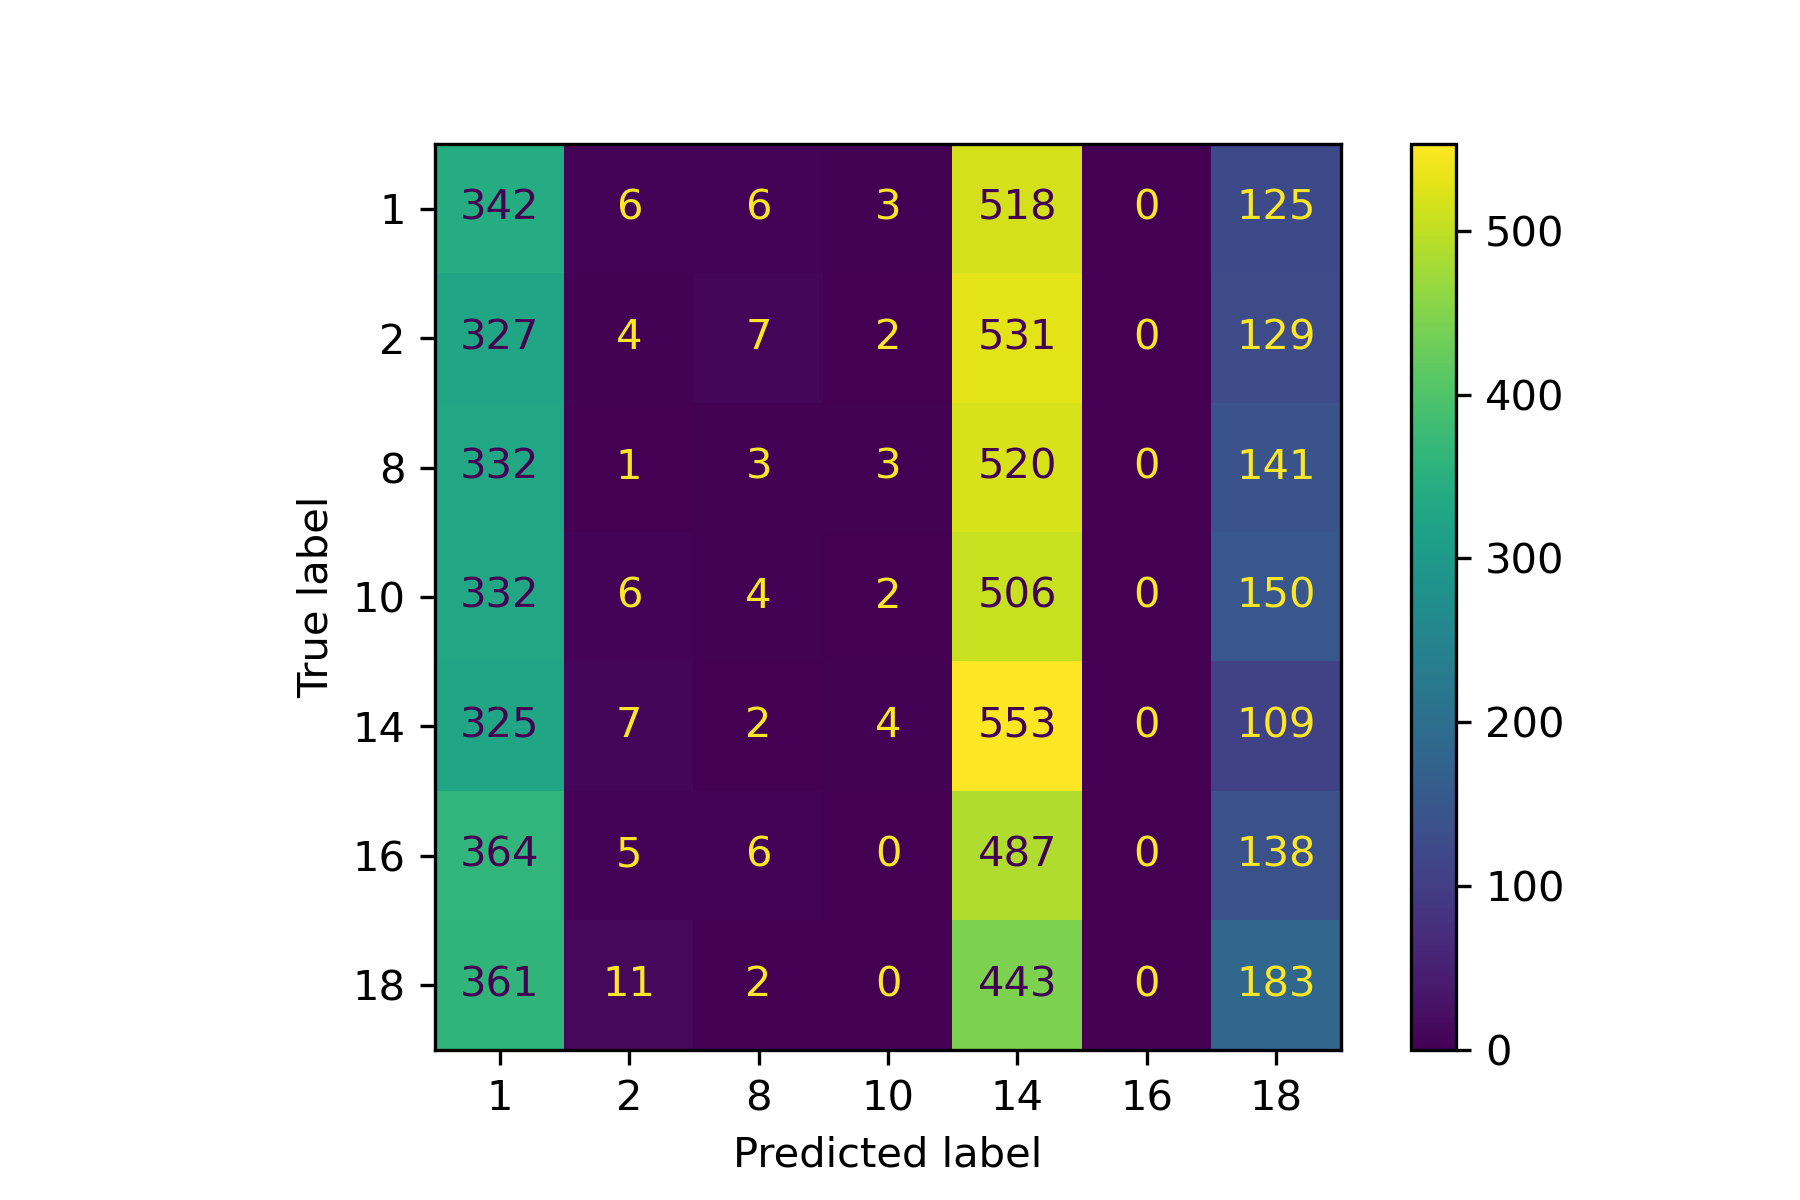 True label
1 342 6 6 3 518 0 125
2 327 4 7 2 531 0 129
8 332 1 3 3 520 0 141
10 332 6 4 2 506 0 150
14 325 7 2 4 553 0 109
16 364 5 6 0 487 0 138
18 361 11 2 0 443 0 183
1 2 8 10 14 16 18
Predicted label
500
400
300
200
100
0